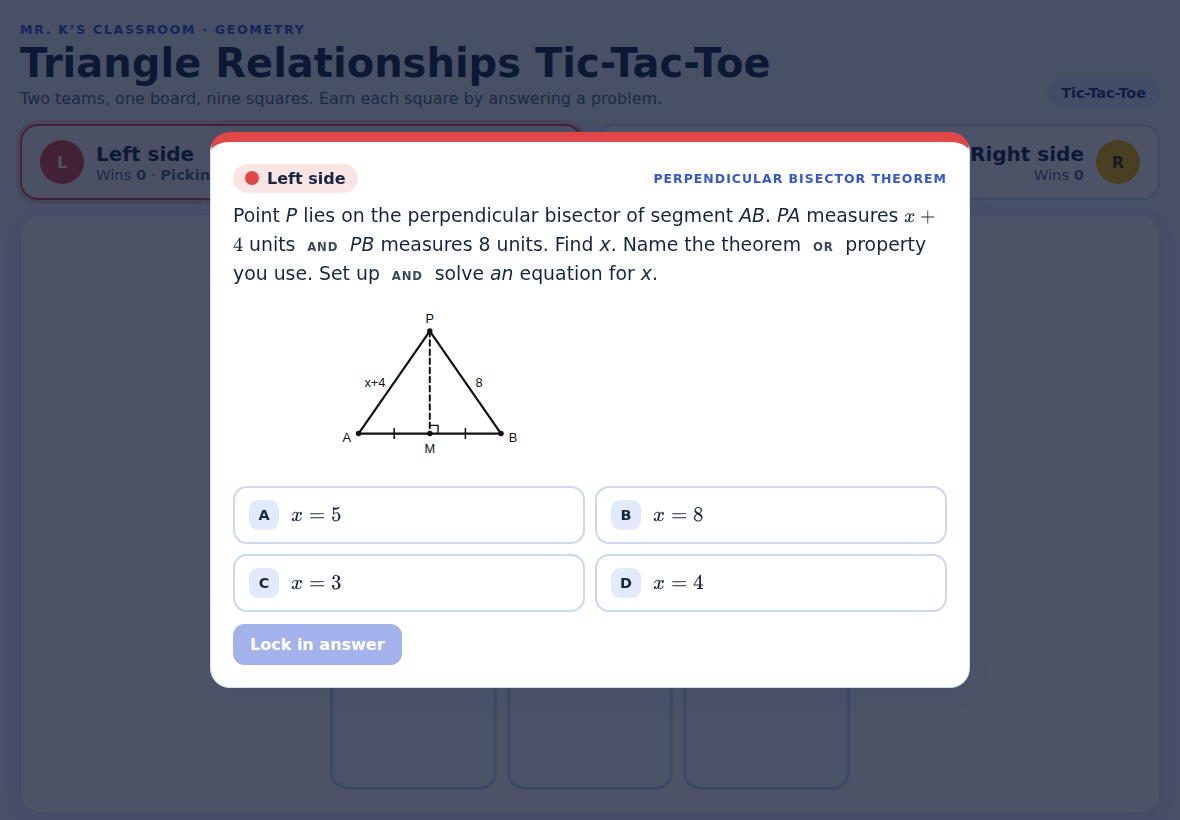 MR. K'S CLASSROOM · GEOMETRY
Triangle Relationships Tic-Tac-Toe
Two teams, one board, nine squares. Earn each square by answering a problem.
Tic-Tac-Toe
L
Left side
Wins 0 · Pickin
Right side
Wins 0
R
Left side
PERPENDICULAR BISECTOR THEOREM
Point P lies on the perpendicular bisector of segment AB. PA measures x +
4 units AND PB measures 8 units. Find x. Name the theorem OR property
you use. Set up AND solve an equation for x.
P
x+4
8
A
B
M
A x = 5
B x = 8
C x = 3
D x = 4
Lock in answer